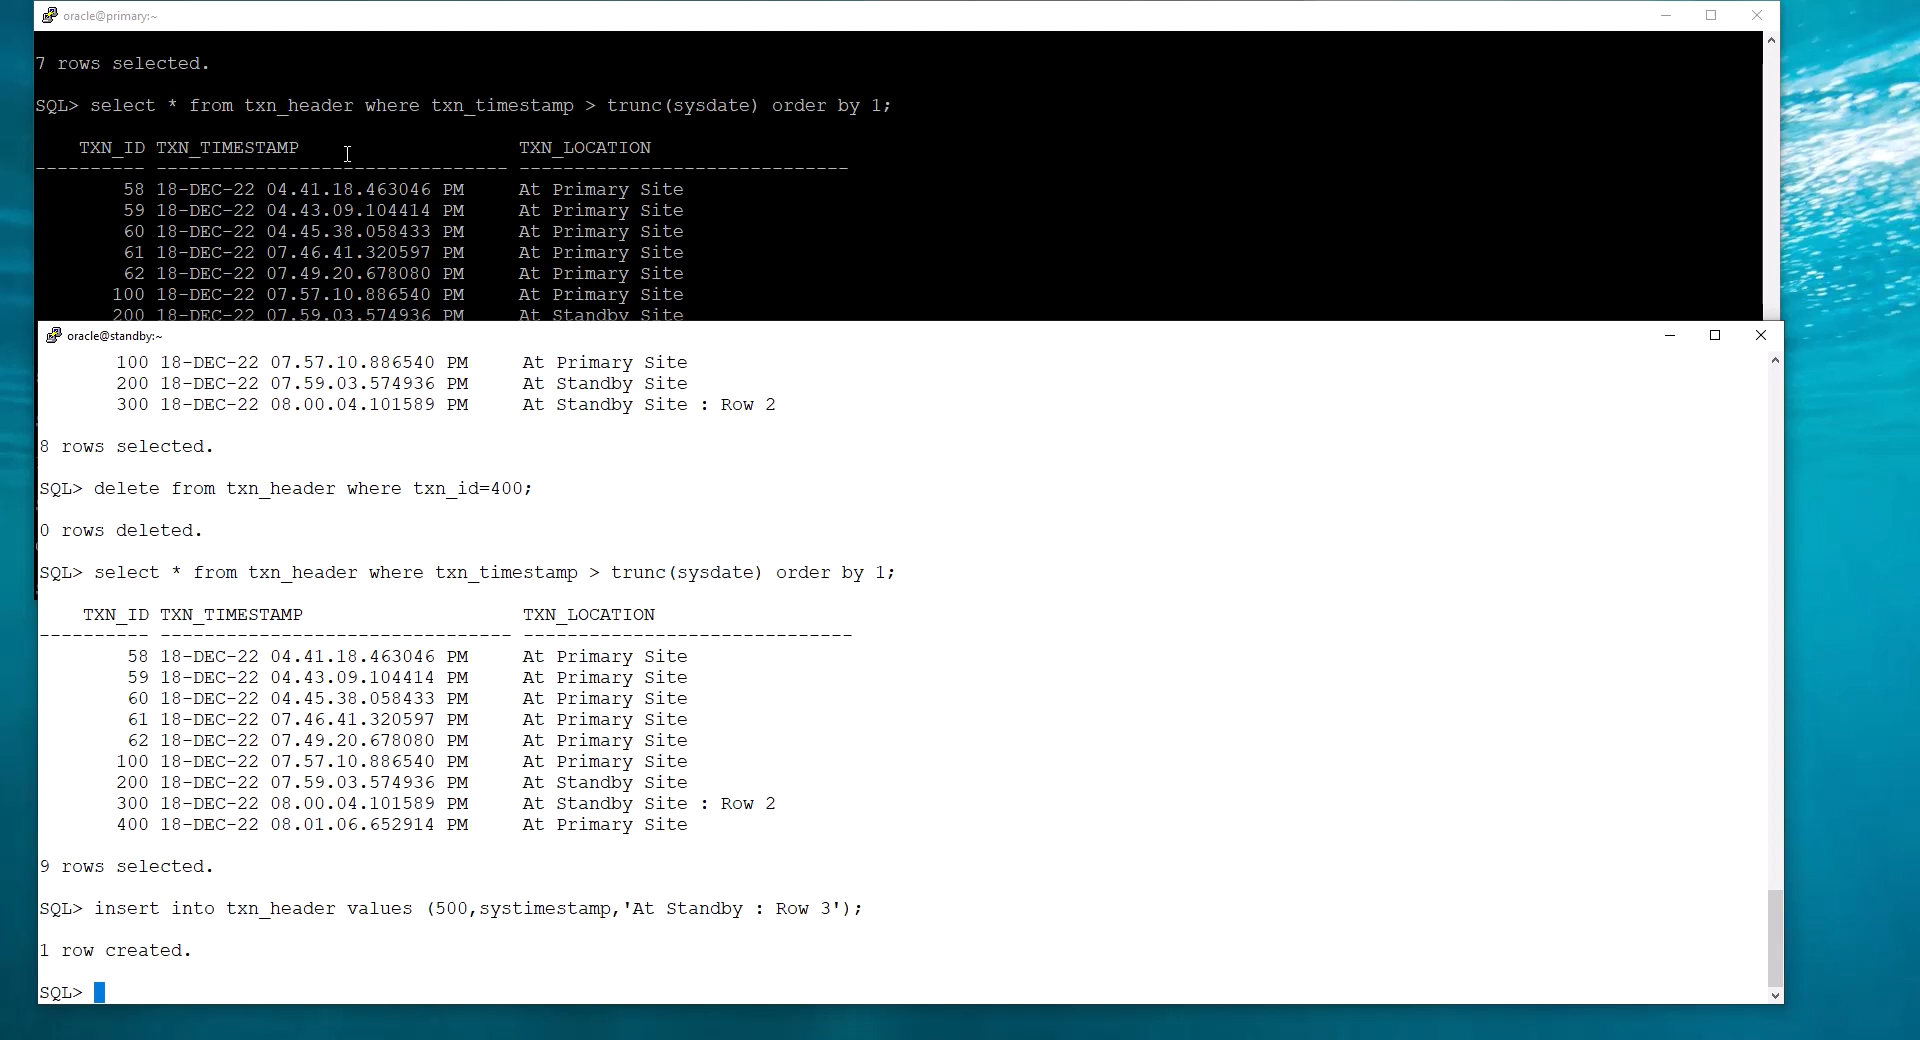 oracle@primary:~
7 rows selected.
SQL> select * from txn_header where txn_timestamp > trunc(sysdate) order by 1;
TXN_ID TXN_TIMESTAMP TXN_LOCATION
---------- -------------------------------- ------------------------------
58 18-DEC-22 04.41.18.463046 PM At Primary Site
59 18-DEC-22 04.43.09.104414 PM At Primary Site
60 18-DEC-22 04.45.38.058433 PM At Primary Site
61 18-DEC-22 07.46.41.320597 PM At Primary Site
62 18-DEC-22 07.49.20.678080 PM At Primary Site
100 18-DEC-22 07.57.10.886540 PM At Primary Site
200 18-DEC-22 07.59.03.574936 PM At Standby Site
oracle@standby:~
100 18-DEC-22 07.57.10.886540 PM At Primary Site
200 18-DEC-22 07.59.03.574936 PM At Standby Site
300 18-DEC-22 08.00.04.101589 PM At Standby Site : Row 2
8 rows selected.
SQL> delete from txn_header where txn_id=400;
0 rows deleted.
SQL> select * from txn_header where txn_timestamp > trunc(sysdate) order by 1;
TXN_ID TXN_TIMESTAMP TXN_LOCATION
---------- -------------------------------- ------------------------------
58 18-DEC-22 04.41.18.463046 PM At Primary Site
59 18-DEC-22 04.43.09.104414 PM At Primary Site
60 18-DEC-22 04.45.38.058433 PM At Primary Site
61 18-DEC-22 07.46.41.320597 PM At Primary Site
62 18-DEC-22 07.49.20.678080 PM At Primary Site
100 18-DEC-22 07.57.10.886540 PM At Primary Site
200 18-DEC-22 07.59.03.574936 PM At Standby Site
300 18-DEC-22 08.00.04.101589 PM At Standby Site : Row 2
400 18-DEC-22 08.01.06.652914 PM At Primary Site
9 rows selected.
SQL> insert into txn_header values (500,systimestamp,'At Standby : Row 3');
1 row created.
SQL>